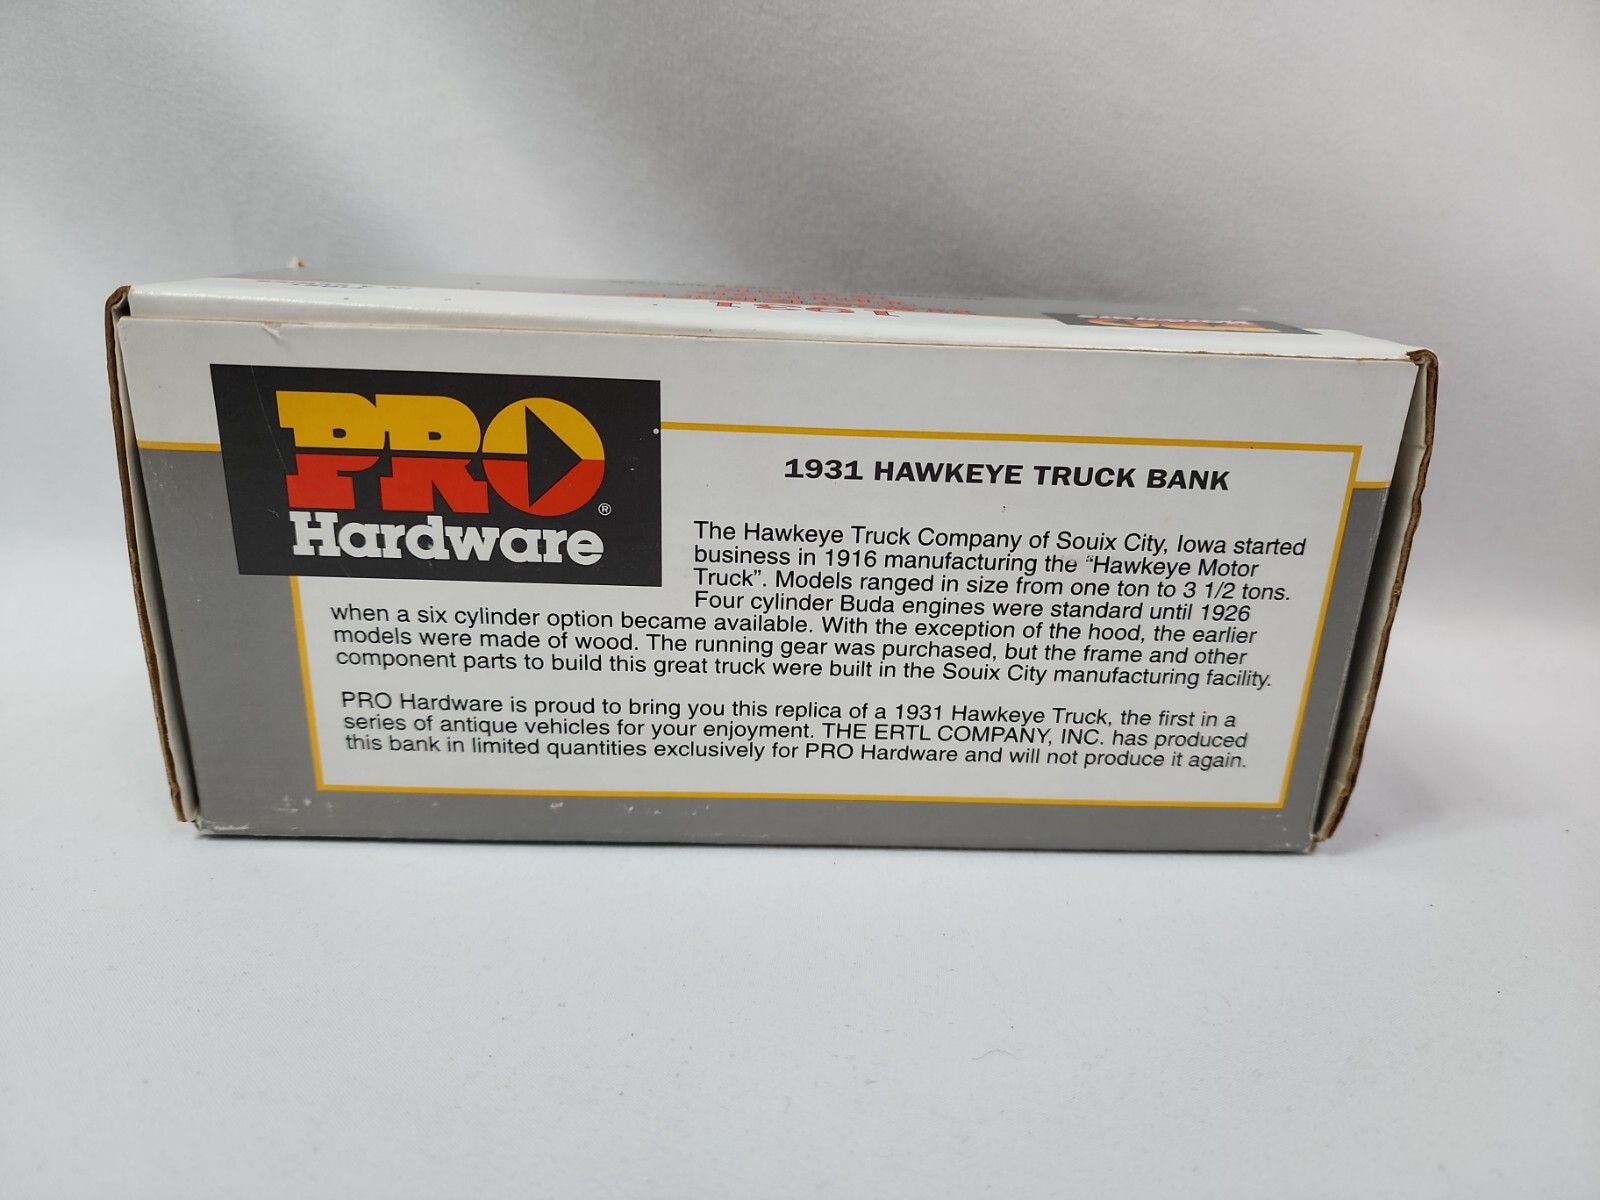 1931
PRO
Hardware®
1931 HAWKEYE TRUCK BANK
The Hawkeye Truck Company of Souix City, Iowa started
business in 1916 manufacturing the "Hawkeye Motor
Truck". Models ranged in size from one ton to 3 1/2 tons.
Four cylinder Buda engines were standard until 1926
when a six cylinder option became available. With the exception of the hood, the earlier
models were made of wood. The running gear was purchased, but the frame and other
component parts to build this great truck were built in the Souix City manufacturing facility.
PRO Hardware is proud to bring you this replica of a 1931 Hawkeye Truck, the first in a
series of antique vehicles for your enjoyment. THE ERTL COMPANY, INC. has produced
this bank in limited quantities exclusively for PRO Hardware and will not produce it again.